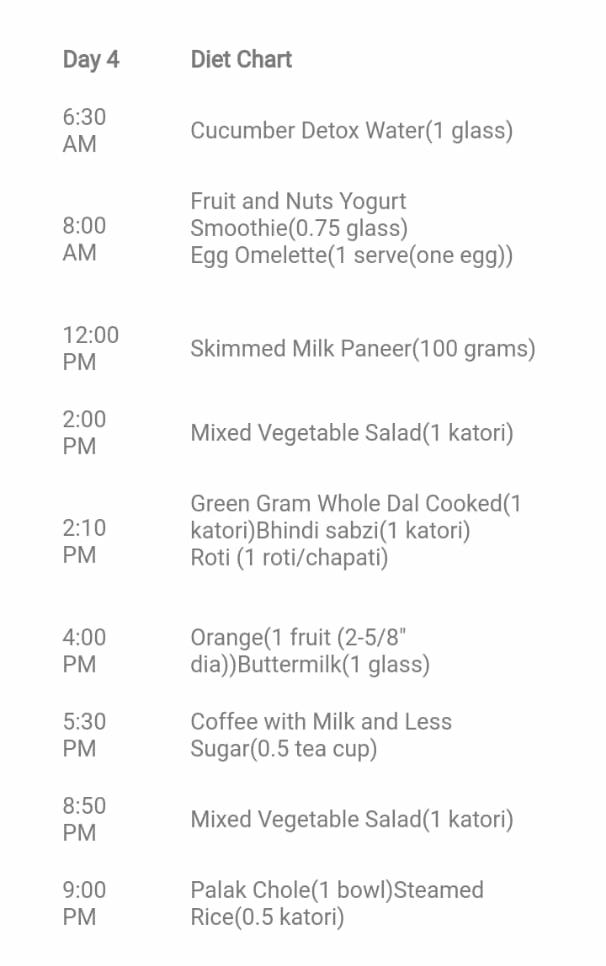 Day 4 Diet Chart
6:30
AM
Cucumber Detox Water(1 glass)
8:00
AM
Fruit and Nuts Yogurt
Smoothie(0.75 glass)
Egg Omelette(1 serve(one egg))
12:00
PM
Skimmed Milk Paneer(100 grams)
2:00
PM
Mixed Vegetable Salad(1 katori)
2:10
PM
Green Gram Whole Dal Cooked(1
katori)Bhindi sabzi(1 katori)
Roti (1 roti/chapati)
4:00
PM
Orange(1 fruit (2-5/8"
dia))Buttermilk(1 glass)
5:30
PM
Coffee with Milk and Less
Sugar(0.5 tea cup)
8:50
PM
Mixed Vegetable Salad(1 katori)
9:00
PM
Palak Chole(1 bowl)Steamed
Rice(0.5 katori)